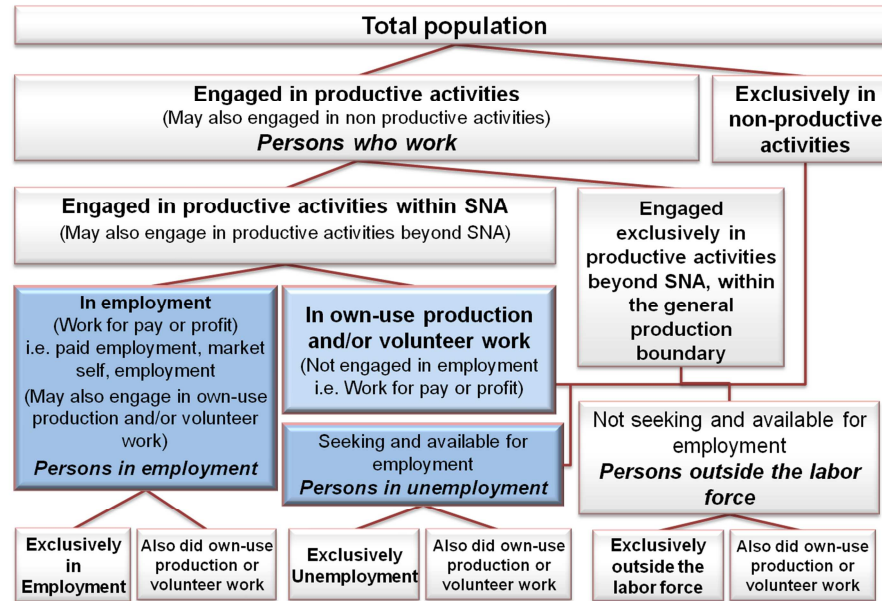 Total population
Engaged in productive activities
(May also engaged in non productive activities)
Persons who work
Exclusively in
non-productive
activities
Engaged in productive activities within SNA
(May also engage in productive activities beyond SNA)
Engaged
exclusively in
productive activities
beyond SNA, within
the general
production
boundary
In employment
(Work for pay or profit)
i.e. paid employment, market
self, employment
(May also engage in own-use
production and/or volunteer
work)
Persons in employment
In own-use production
and/or volunteer work
(Not engaged in employment
i.e. Work for pay or profit)
Seeking and available for
employment
Persons in unemployment
Not seeking and available for
employment
Persons outside the labor
force
Exclusively
in
Employment
Also did own-use
production or
volunteer work
Exclusively
Unemployment
Also did own-use
production or
volunteer work
Exclusively
outside the
labor force
Also did own-use
production or
volunteer work